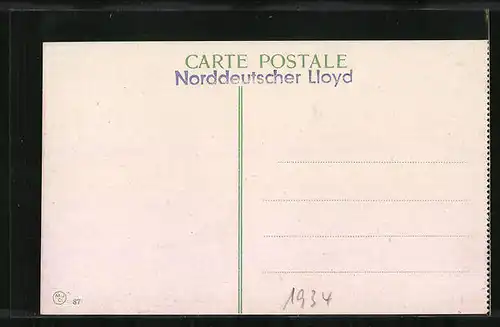 CARTE POSTALE
Norddeutscher Lloyd
87
1934